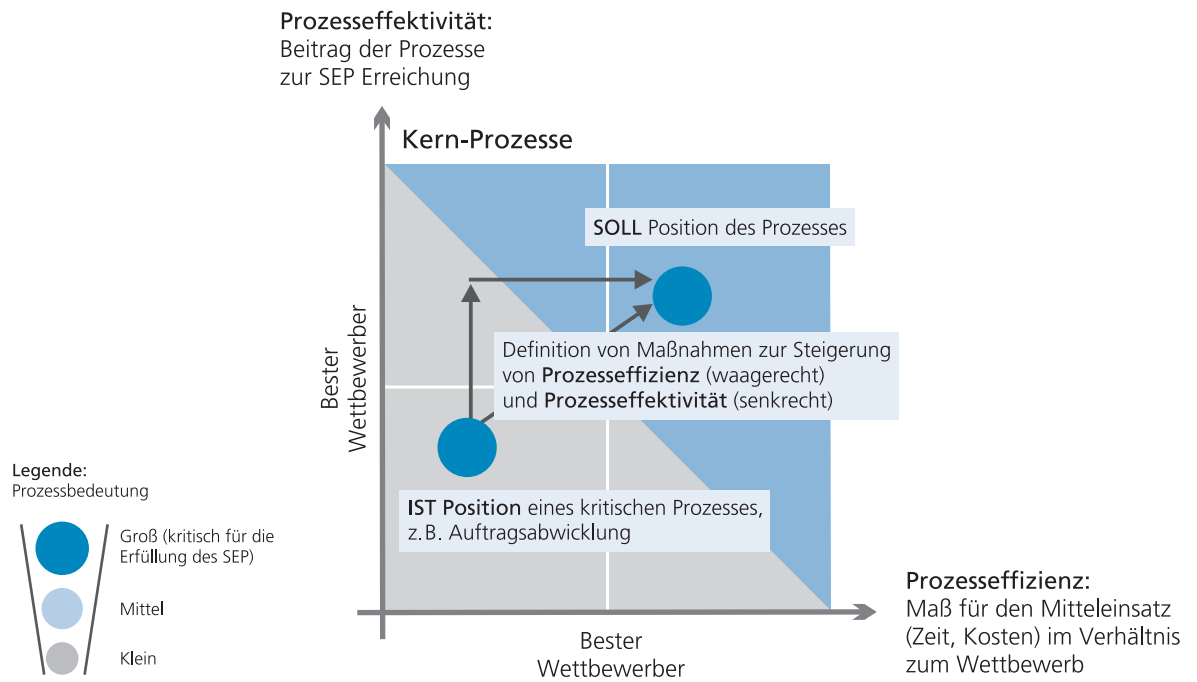 Prozesseffektivität:
Beitrag der Prozesse
zur SEP Erreichung
Kern-Prozesse
SOLL Position des Prozesses
Bester
Wettbewerber
Definition von Maßnahmen zur Steigerung
von Prozesseffizienz (waagerecht)
und Prozesseffektivität (senkrecht)
IST Position eines kritischen Prozesses,
z.B. Auftragsabwicklung
Legende:
Prozessbedeutung
Groß (kritisch für die
Erfüllung des SEP)
Mittel
Klein
Bester
Wettbewerber
Prozesseffizienz:
Maß für den Mitteleinsatz
(Zeit, Kosten) im Verhältnis
zum Wettbewerb